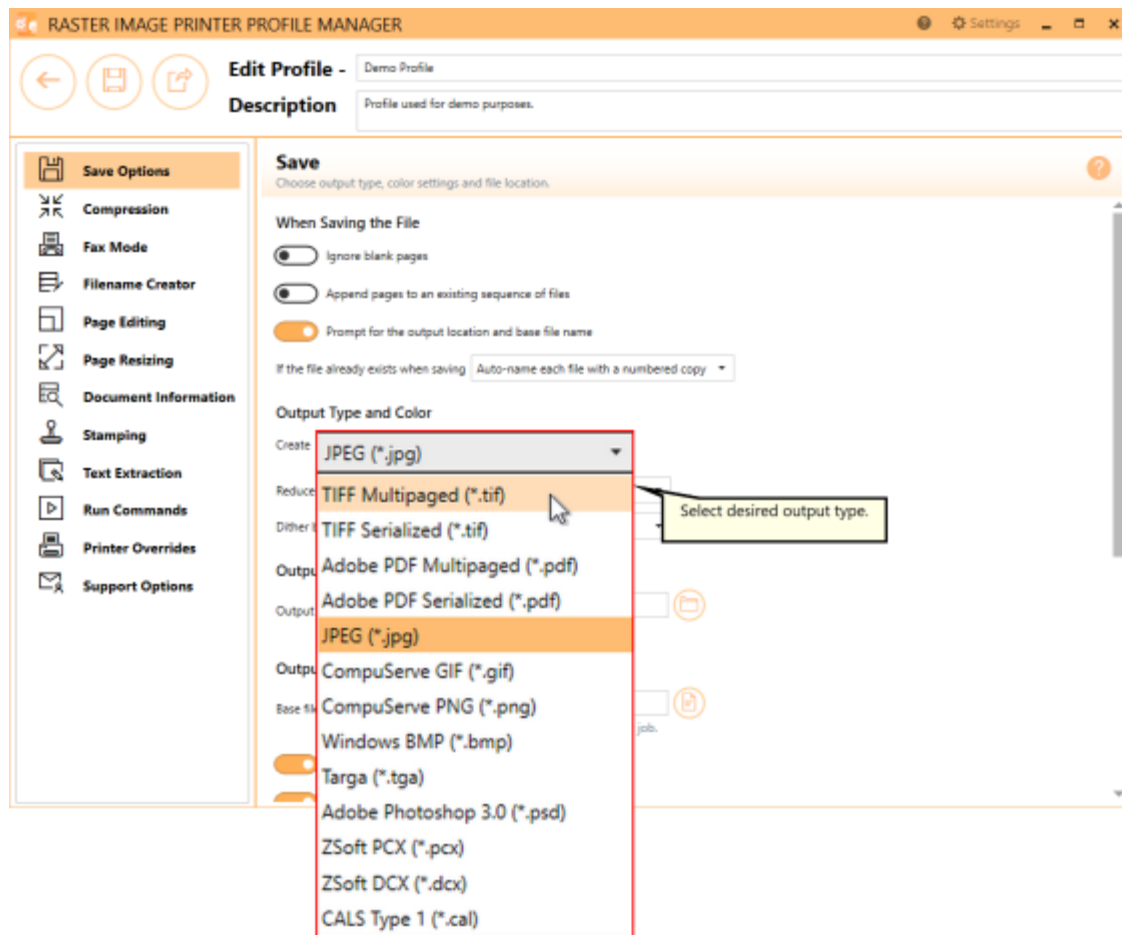 RASTER IMAGE PRINTER PROFILE MANAGER
Settings
Edit Profile - Demo Profile
Description Profile used for demo purposes.
Save Options
Compression
Fax Mode
Filename Creator
Page Editing
Page Resizing
Document Information
Stamping
Text Extraction
Run Commands
Printer Overrides
Support Options
Save
Choose output type, color settings and file location.
When Saving the File
Ignore blank pages
Append pages to an existing sequence of files
Prompt for the output location and base file name
If the file already exists when saving Auto-name each file with a numbered copy
Output Type and Color
Create JPEG (*.jpg)
Reduce
Dither
Output
Base
job.
TIFF Multipaged (*.tif)
TIFF Serialized (*.tif)
Adobe PDF Multipaged (*.pdf)
Adobe PDF Serialized (*.pdf)
JPEG (*.jpg)
CompuServe GIF (*.gif)
CompuServe PNG (*.png)
Windows BMP (*.bmp)
Targa (*.tga)
Adobe Photoshop 3.0 (*.psd)
ZSoft PCX (*.pcx)
ZSoft DCX (*.dcx)
CALS Type 1 (*.cal)
Select desired output type.